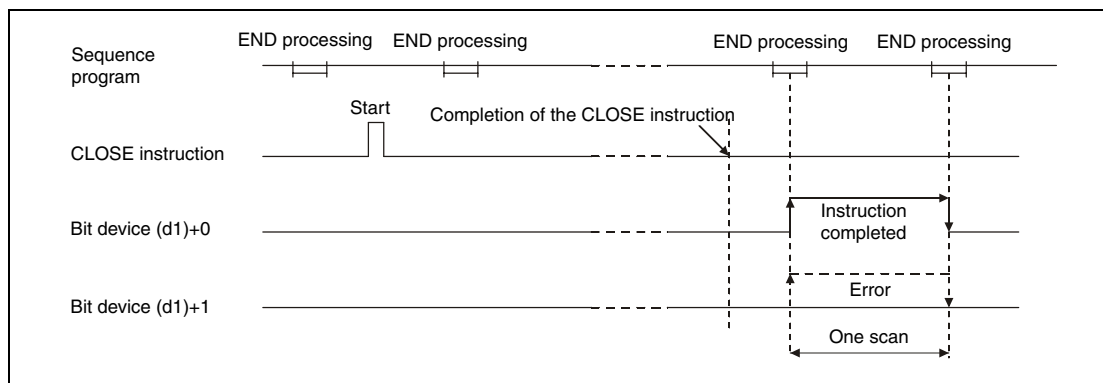 END processing END processing END processing END processing
Sequence
program
Start
Completion of the CLOSE instruction
CLOSE instruction
Bit device (d1)+0
Instruction
completed
Bit device (d1)+1
Error
One scan